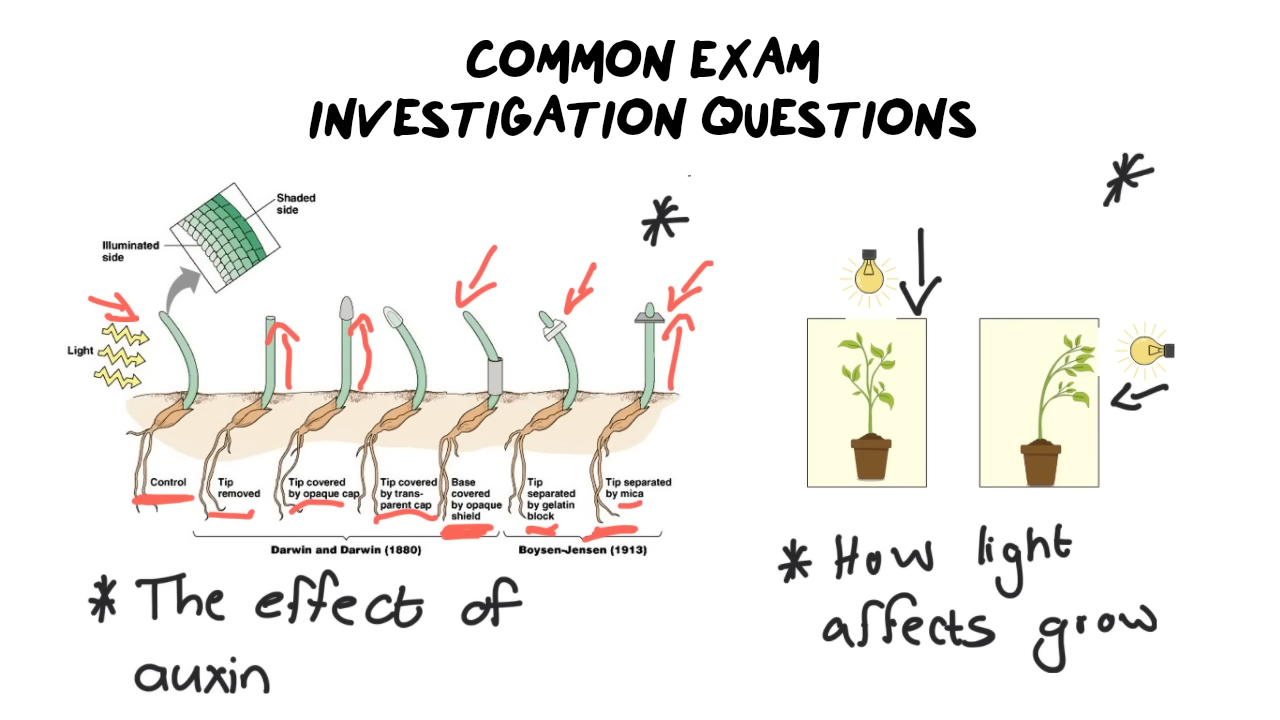 COMMON EXAM
INVESTIGATION QUESTIONS
Shaded
side
Illuminated
side
Light
Control
Tip
removed
Tip covered
by opaque cap
Tip covered
by trans-
parent cap
Base
covered
by opaque
shield
Tip
separated
by gelatin
block
Tip separated
by mica
Darwin and Darwin (1880)
Boysen-Jensen (1913)
* The effect of
auxin
* How light
affects grow